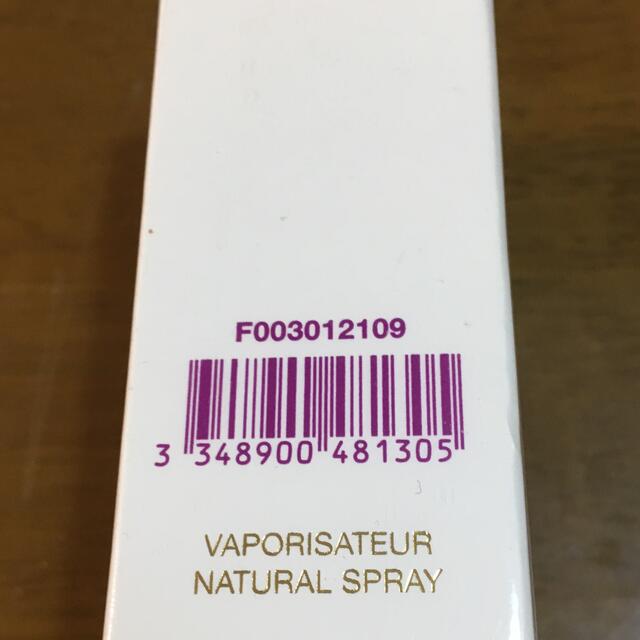 F003012109
3 348900 481305
VAPORISATEUR
NATURAL SPRAY